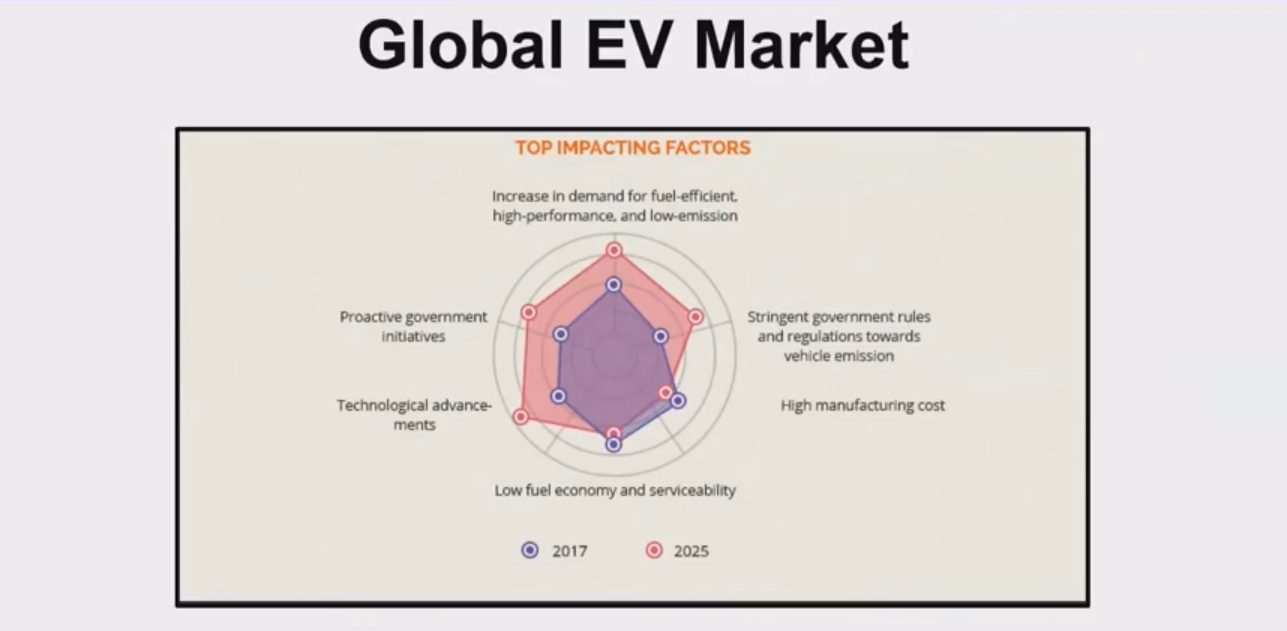 Global EV Market
TOP IMPACTING FACTORS
Increase in demand for fuel-efficient,
high-performance, and low-emission
Proactive government
initiatives
Stringent government rules
and regulations towards
vehicle emission
Technological advance-
ments
High manufacturing cost
Low fuel economy and serviceability
2017
2025